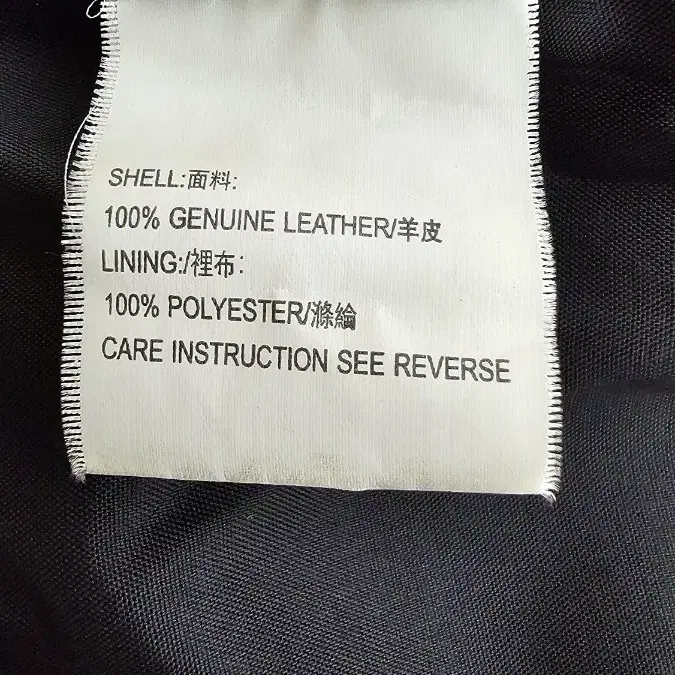 SHELL:面料:
100% GENUINE LEATHER/羊皮
LINING:/裡布:
100% POLYESTER/滌綸
CARE INSTRUCTION SEE REVERSE